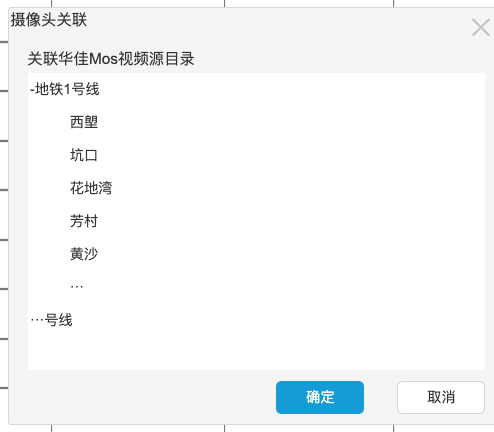 摄像头关联
关联华佳Mos视频源目录
-地铁1号线
西塱
坑口
花地湾
芳村
黄沙
…
…号线
确定
取消